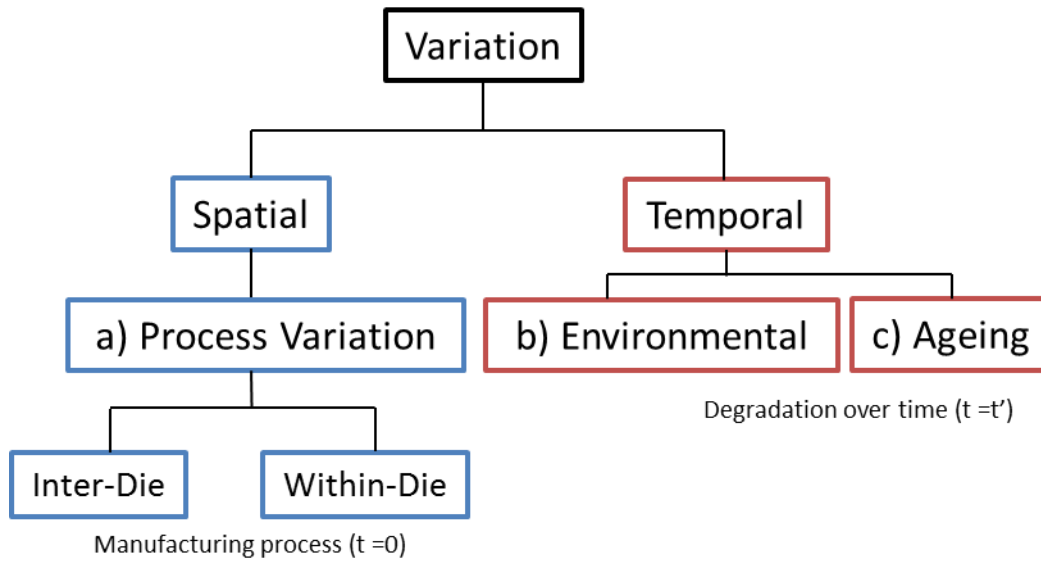 Variation
Spatial
Temporal
a) Process Variation
b) Environmental
c) Ageing
Degradation over time (t =t’)
Inter-Die
Within-Die
Manufacturing process (t =0)